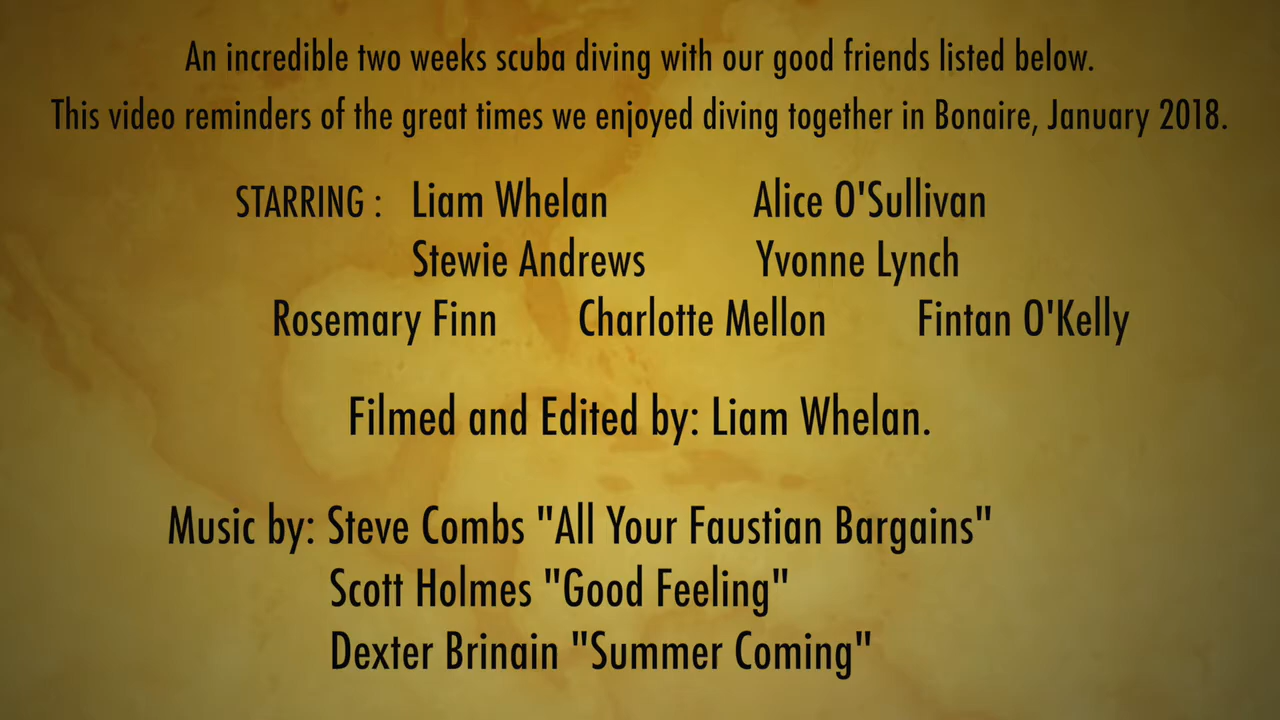 An incredible two weeks scuba diving with our good friends listed below.
This video reminders of the great times we enjoyed diving together in Bonaire, January 2018.
STARRING : Liam Whelan Alice O'Sullivan
Stewie Andrews Yvonne Lynch
Rosemary Finn Charlotte Mellon Fintan O'Kelly
Filmed and Edited by: Liam Whelan.
Music by: Steve Combs "All Your Faustian Bargains"
Scott Holmes "Good Feeling"
Dexter Brinain "Summer Coming"